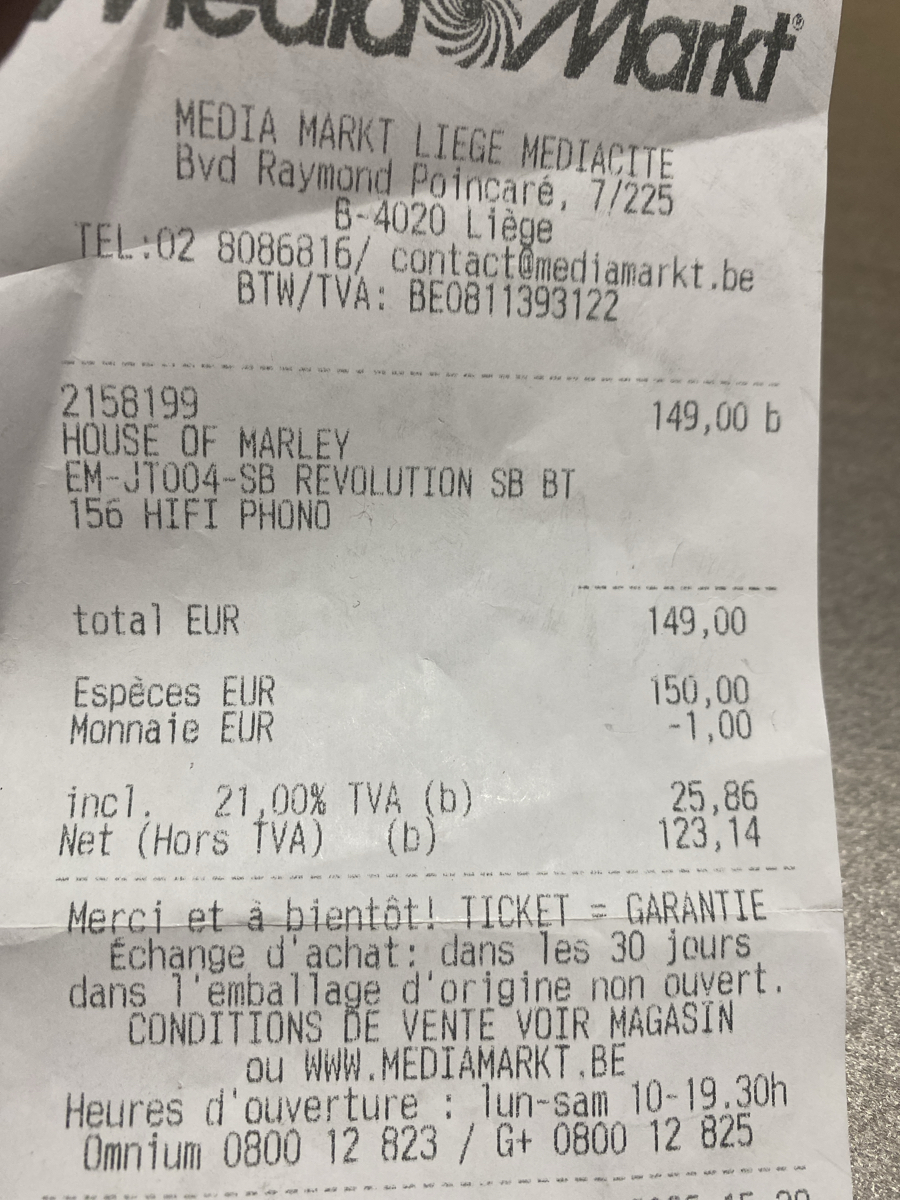 Media Markt®
MEDIA MARKT LIEGE MEDIACITE
Bvd Raymond Poincaré, 7/225
B-4020 Liège
TEL:02 8086816/ contact@mediamarkt.be
BTW/TVA: BE0811393122
2158199 149,00 b
HOUSE OF MARLEY
EM-JT004-SB REVOLUTION SB BT
156 HIFI PHONO
total EUR 149,00
Espèces EUR 150,00
Monnaie EUR -1,00
incl. 21,00% TVA (b) 25,86
Net (Hors TVA) (b) 123,14
Merci et à bientôt! TICKET = GARANTIE
Échange d'achat: dans les 30 jours
dans l'emballage d'origine non ouvert.
CONDITIONS DE VENTE VOIR MAGASIN
ou WWW.MEDIAMARKT.BE
Heures d'ouverture : lun-sam 10-19.30h
Omnium 0800 12 823 / G+ 0800 12 825